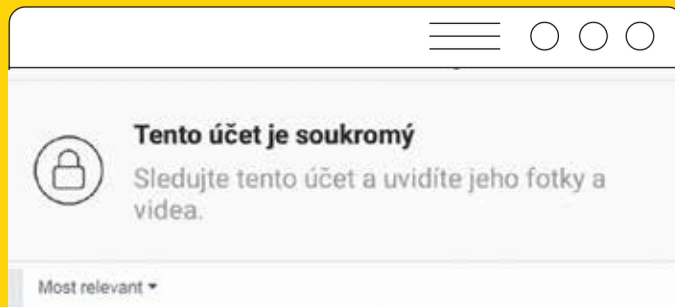 Tento účet je soukromý
Sledujte tento účet a uvidíte jeho fotky a
videa.
Most relevant